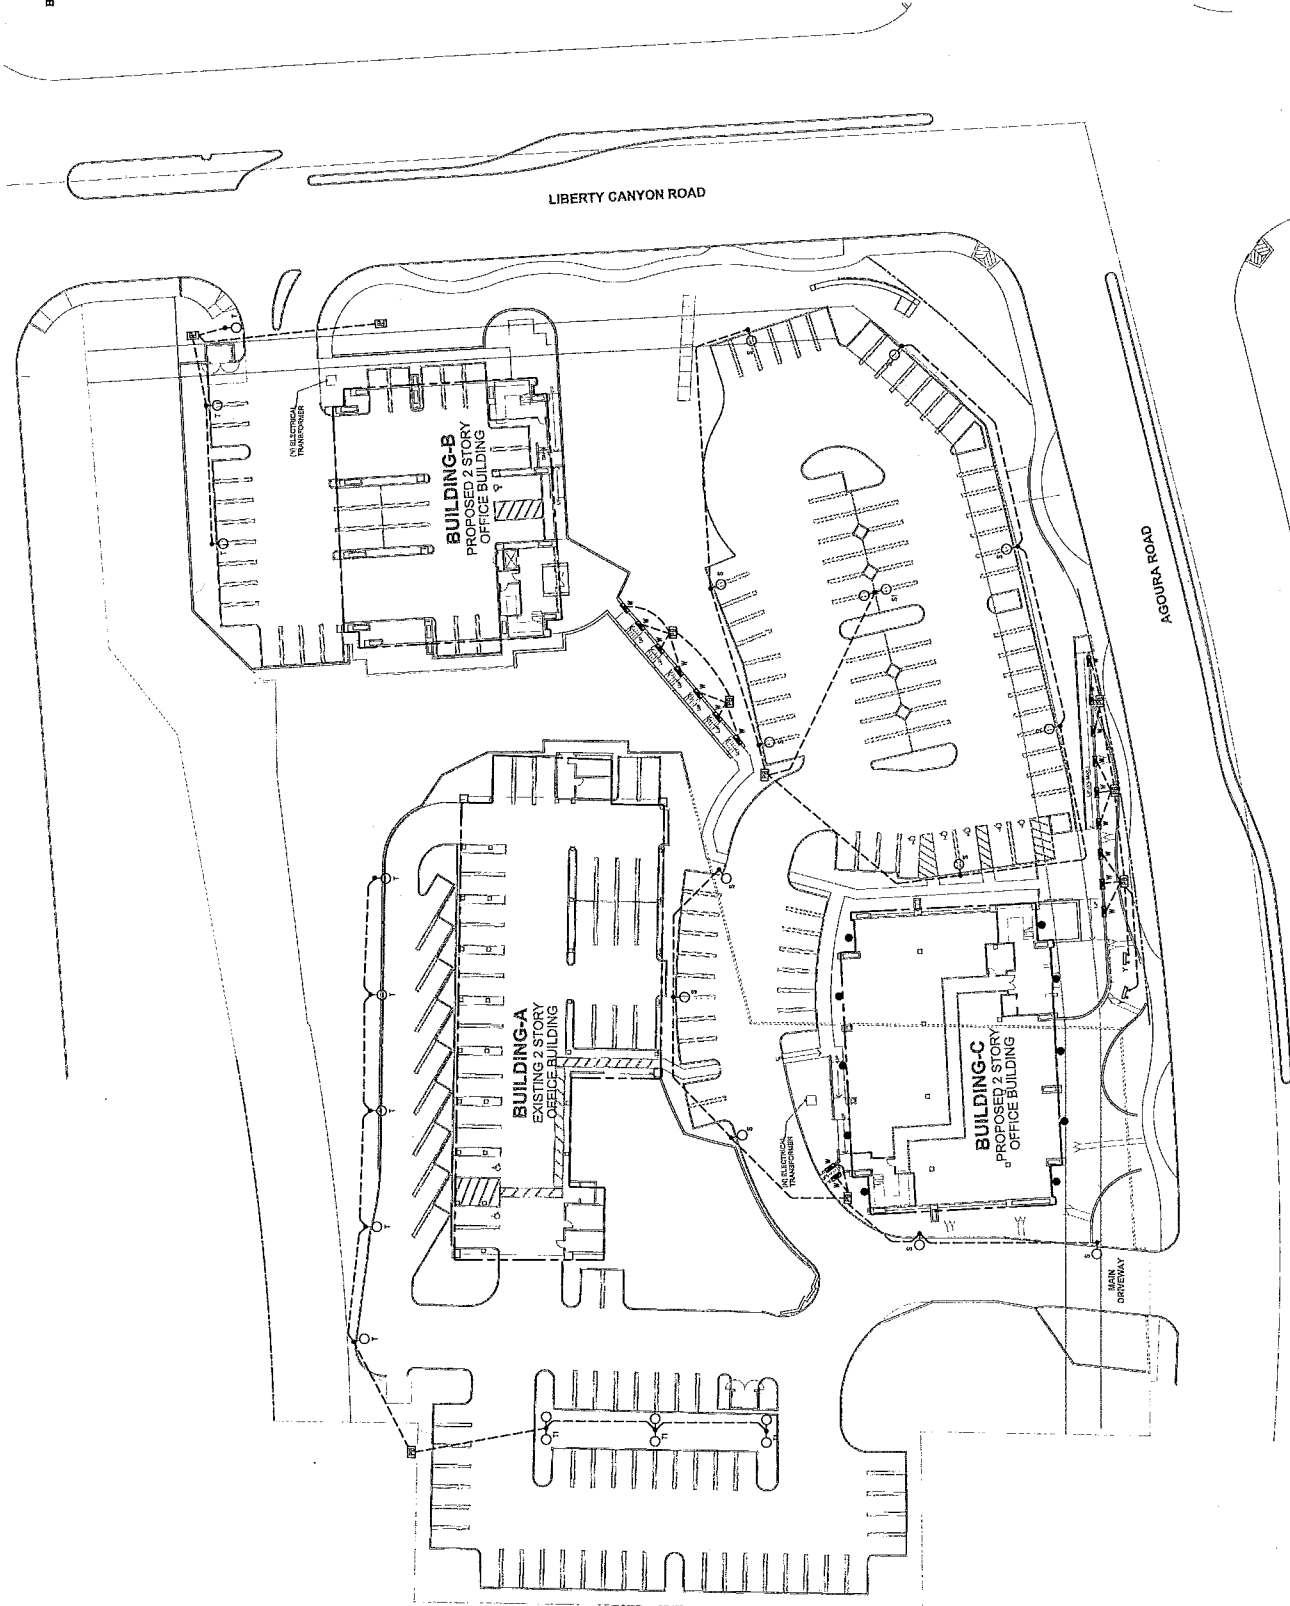 LIBERTY CANYON ROAD
(N) ELECTRICAL
TRANSFORMER
BUILDING-B
PROPOSED 2 STORY
OFFICE BUILDING
AGOURA ROAD
BUILDING-A
EXISTING 2 STORY
OFFICE BUILDING
BUILDING-C
PROPOSED 2 STORY
OFFICE BUILDING
(N) ELECTRICAL
TRANSFORMER
MAIN
DRIVEWAY